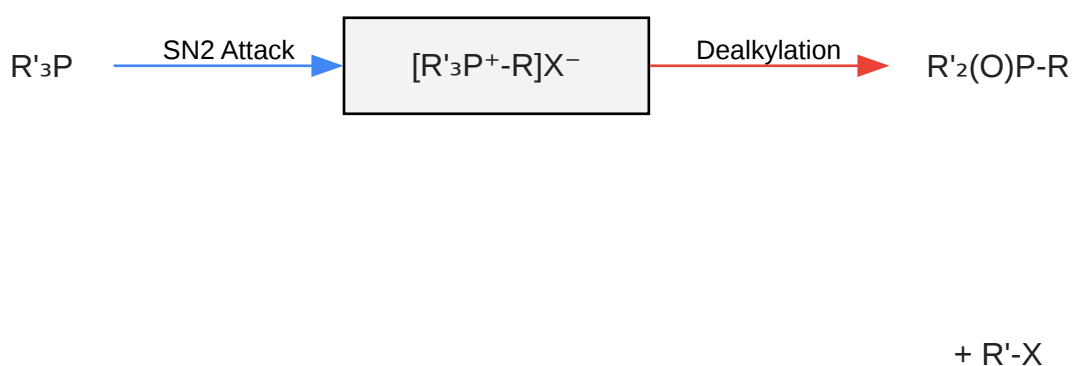 R'₃P
SN2 Attack
[R'₃P⁺-R]X⁻
Dealkylation
R'₂(O)P-R
+ R'-X